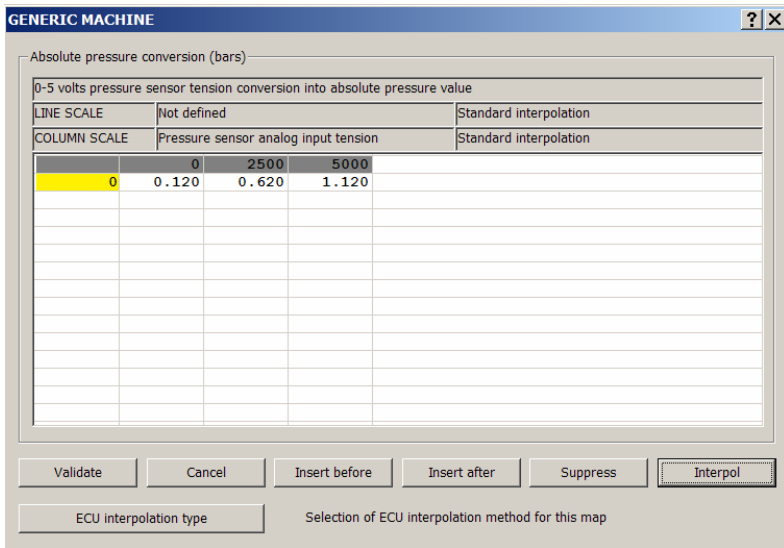 GENERIC MACHINE ? X
Absolute pressure conversion (bars)
0-5 volts pressure sensor tension conversion into absolute pressure value
LINE SCALE Not defined Standard interpolation
COLUMN SCALE Pressure sensor analog input tension Standard interpolation
0 2500 5000
0 0.120 0.620 1.120
Validate Cancel Insert before Insert after Suppress Interpol
ECU interpolation type Selection of ECU interpolation method for this map